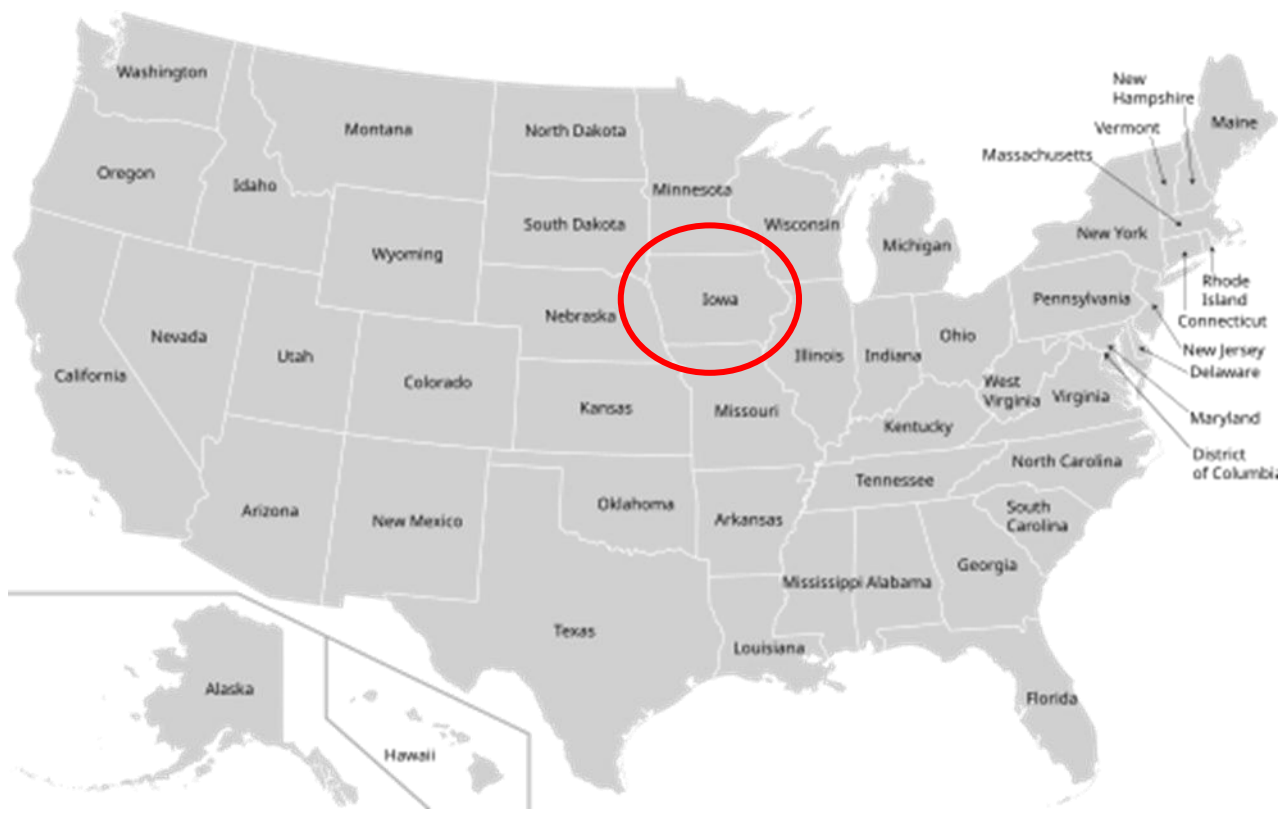 Washington
Montana
North Dakota
Minnesota
New
Hampshire
Vermont
Massachusetts
Maine
Oregon
Idaho
South Dakota
Wisconsin
Michigan
New York
Wyoming
Iowa
Nebraska
Pennsylvania
Rhode
Island
Connecticut
Nevada
Utah
Colorado
Illinois
Indiana
Ohio
New Jersey
Delaware
California
Kansas
Missouri
West
Virginia
Virginia
Maryland
Kentucky
District
of Columbia
North Carolina
Tennessee
Arizona
New Mexico
Oklahoma
Arkansas
South
Carolina
Mississippi
Alabama
Georgia
Texas
Louisiana
Alaska
Hawaii
Florida